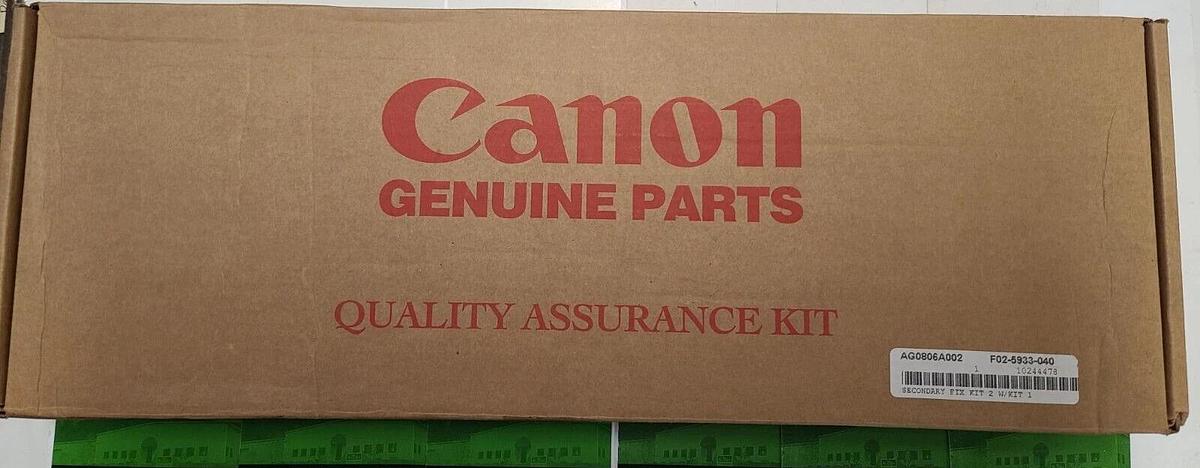 Canon
GENUINE PARTS
QUALITY ASSURANCE KIT
AG0806A002 F02-5933-040
1 10244478
SECONDARY FIX KIT 2 W/KIT 1